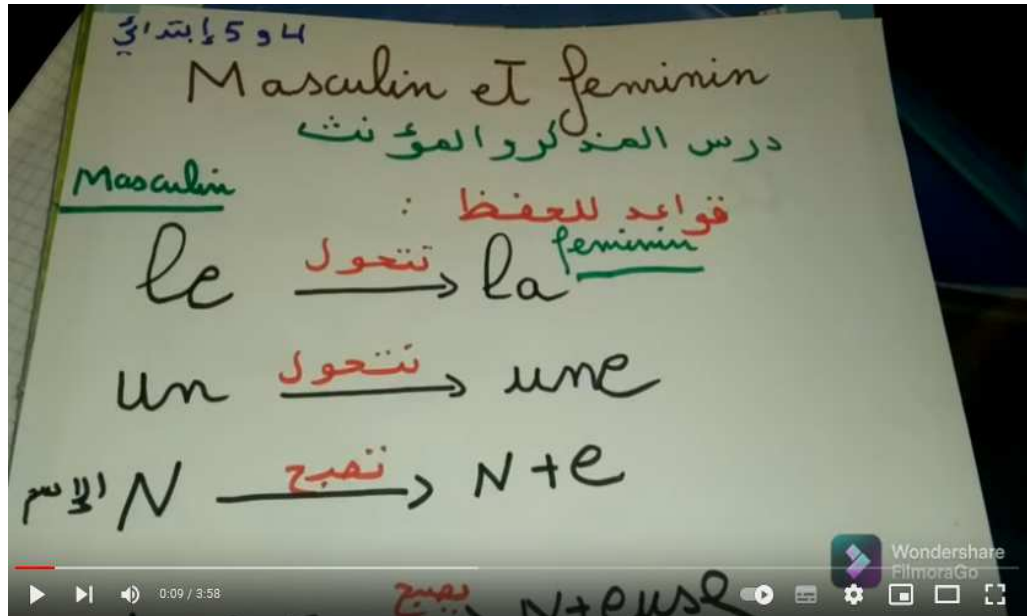 4 و 5 إبتدائي
Masculin et feminin
درس المذكر و المؤنث
Masculin
قواعد للحفظ :
feminin
le تتحول la
un تتحول une
الإسم N تصبح N+e
يصبح N+euse
Wondershare
FilmoraGo
0:09 / 3:58